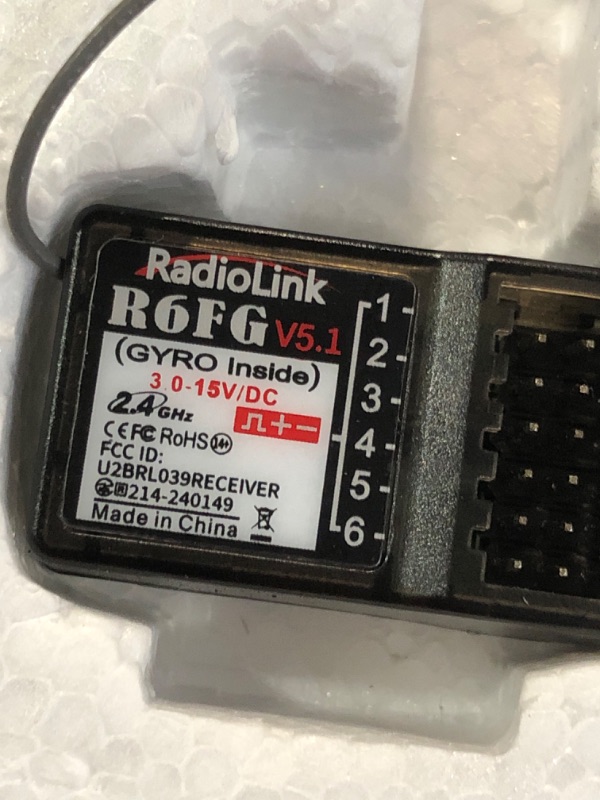 RadioLink
R6FG V5.1
(GYRO Inside)
3.0-15V/DC
2.4GHz
+ −
CE FC RoHS 14+
FCC ID:
U2BRL039RECEIVER
214-240149
Made in China
1
2
3
4
5
6